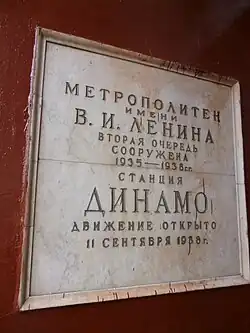 МЕТРОПОЛИТЕН
ИМЕНИ
В. И. ЛЕНИНА
ВТОРАЯ ОЧЕРЕДЬ
СООРУЖЕНА
1935—1938гг.
СТАНЦИЯ
ДИНАМО
ДВИЖЕНИЕ ОТКРЫТО
11 СЕНТЯБРЯ 1938г.